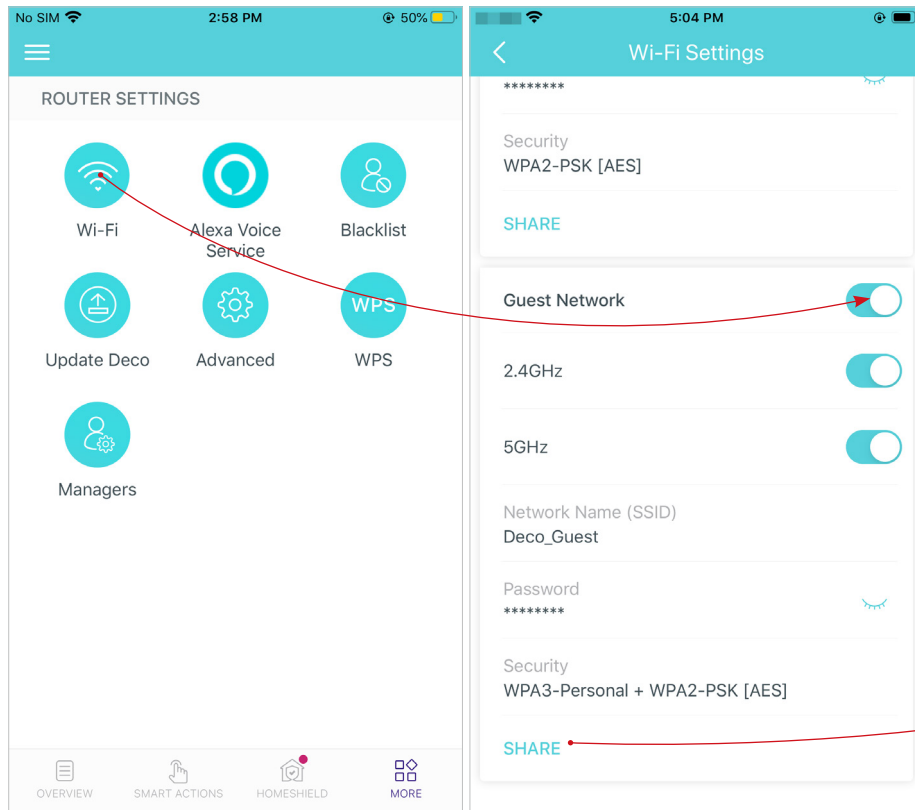 No SIM 2:58 PM 50%
ROUTER SETTINGS
Wi-Fi
Alexa Voice
Service
Blacklist
Update Deco
Advanced
WPS
WPS
Managers
OVERVIEW
SMART ACTIONS
HOMESHIELD
MORE
5:04 PM
Wi-Fi Settings
********
Security
WPA2-PSK [AES]
SHARE
Guest Network
2.4GHz
5GHz
Network Name (SSID)
Deco_Guest
Password
********
Security
WPA3-Personal + WPA2-PSK [AES]
SHARE